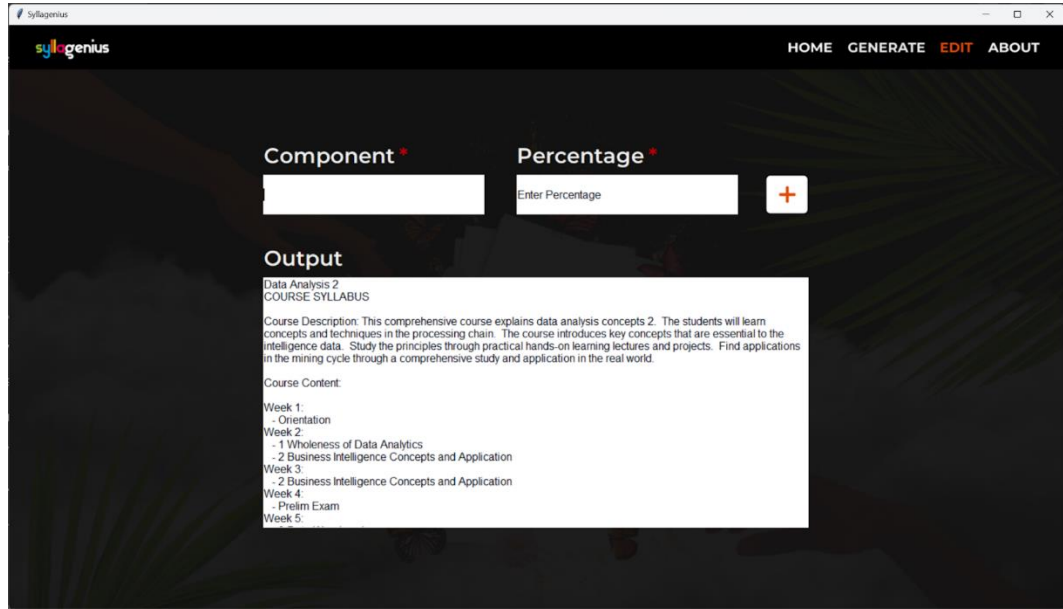 Syllagenius
syllagenius
HOME GENERATE EDIT ABOUT
Component * Percentage *
Enter Percentage +
Output
Data Analysis 2
COURSE SYLLABUS
Course Description: This comprehensive course explains data analysis concepts 2. The students will learn
concepts and techniques in the processing chain. The course introduces key concepts that are essential to the
intelligence data. Study the principles through practical hands-on learning lectures and projects. Find applications
in the mining cycle through a comprehensive study and application in the real world.
Course Content:
Week 1:
- Orientation
Week 2:
- 1 Wholeness of Data Analytics
- 2 Business Intelligence Concepts and Application
Week 3:
- 2 Business Intelligence Concepts and Application
Week 4:
- Prelim Exam
Week 5: